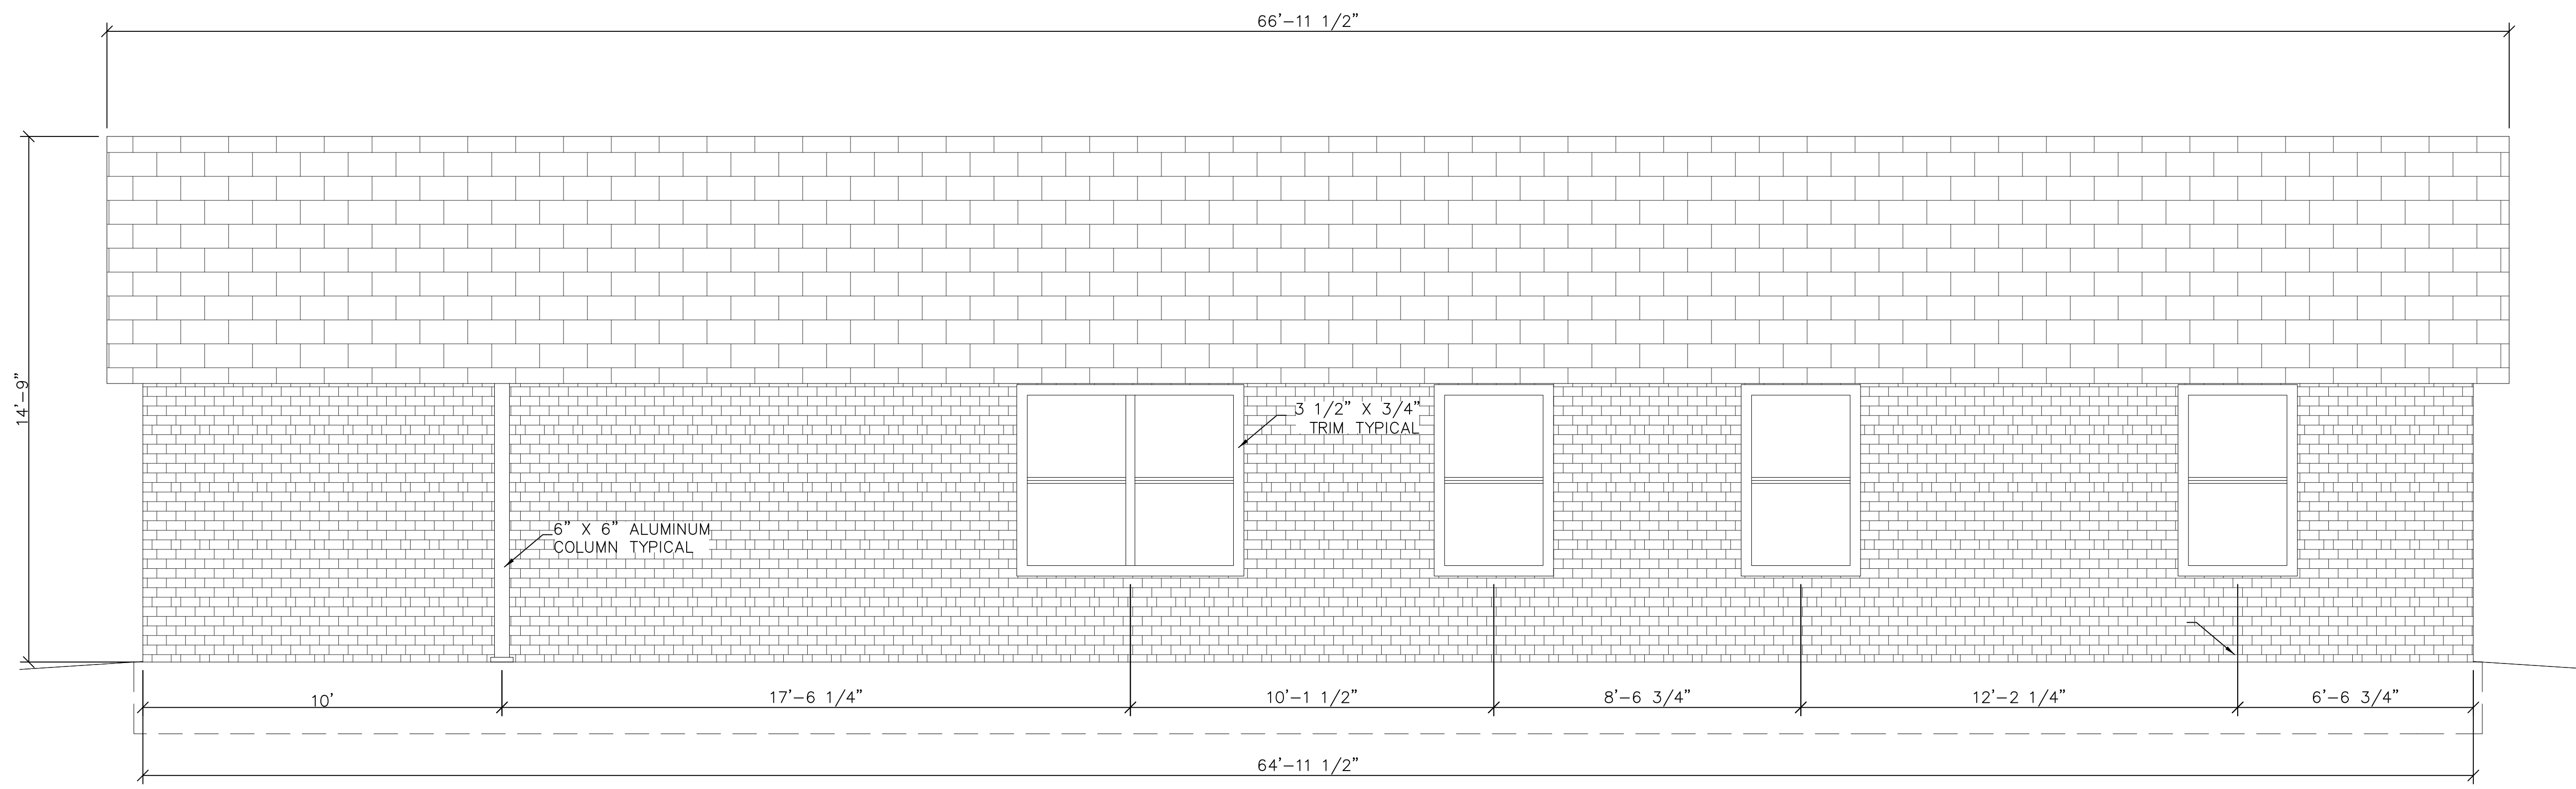 66'-11 1/2"
14'-9"
3 1/2" X 3/4"
TRIM TYPICAL
6" X 6" ALUMINUM
COLUMN TYPICAL
10'
17'-6 1/4"
10'-1 1/2"
8'-6 3/4"
12'-2 1/4"
6'-6 3/4"
64'-11 1/2"